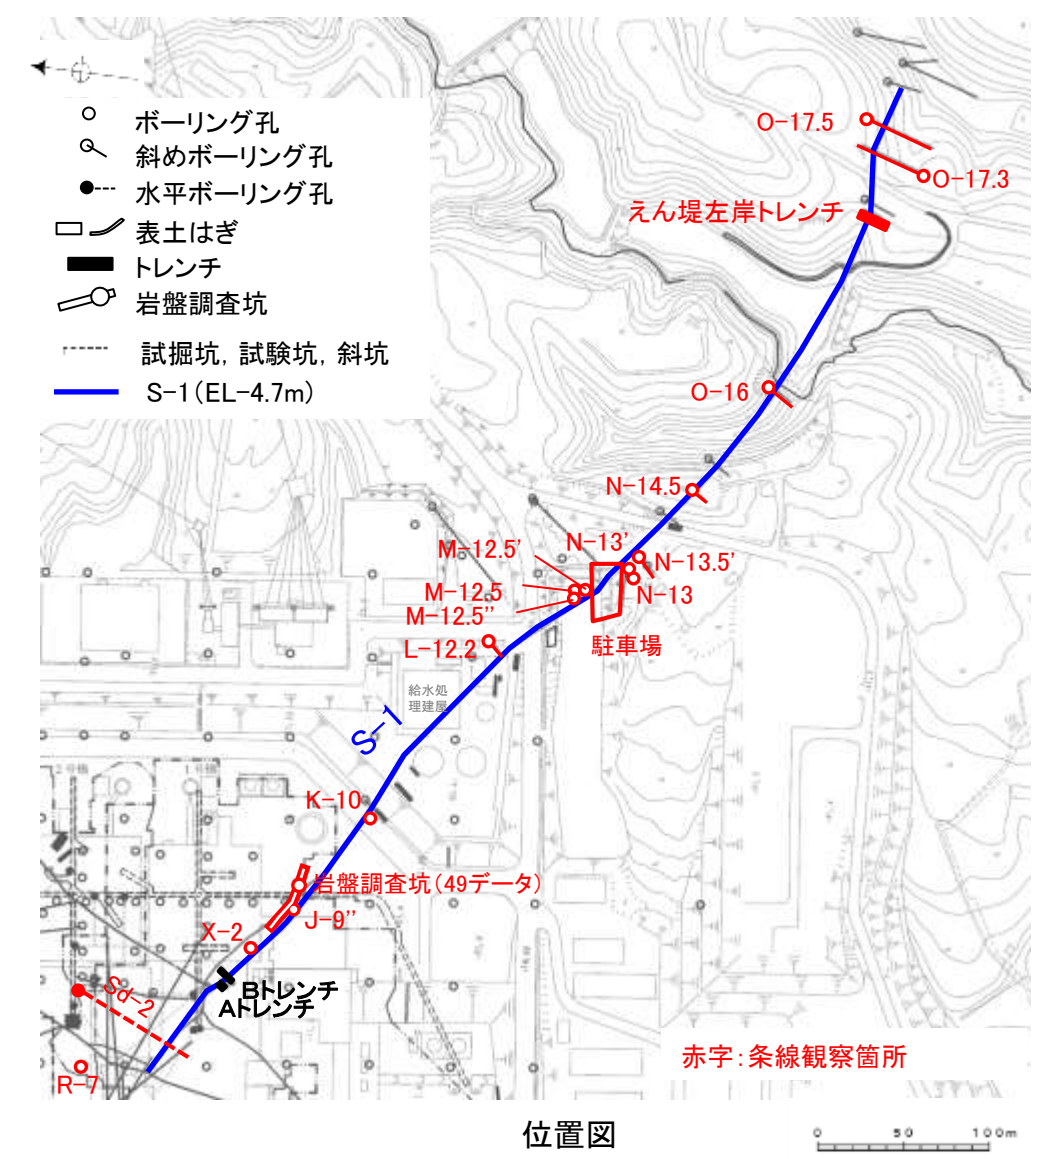 ボーリング孔
斜めボーリング孔
水平ボーリング孔
表土はぎ
トレンチ
岩盤調査坑
試掘坑，試験坑，斜坑
S-1（EL-4.7m）
O-17.5
O-17.3
えん堤左岸トレンチ
O-16
N-14.5
N-13'
M-12.5'
N-13.5'
M-12.5
N-13
M-12.5''
L-12.2
駐車場
給水処
理建屋
S-1
2号機
1号機
K-10
岩盤調査坑（49データ）
J-9''
X-2
Bトレンチ
Aトレンチ
Sd-2
R-7
赤字：条線観察箇所
位置図
0 50 100m